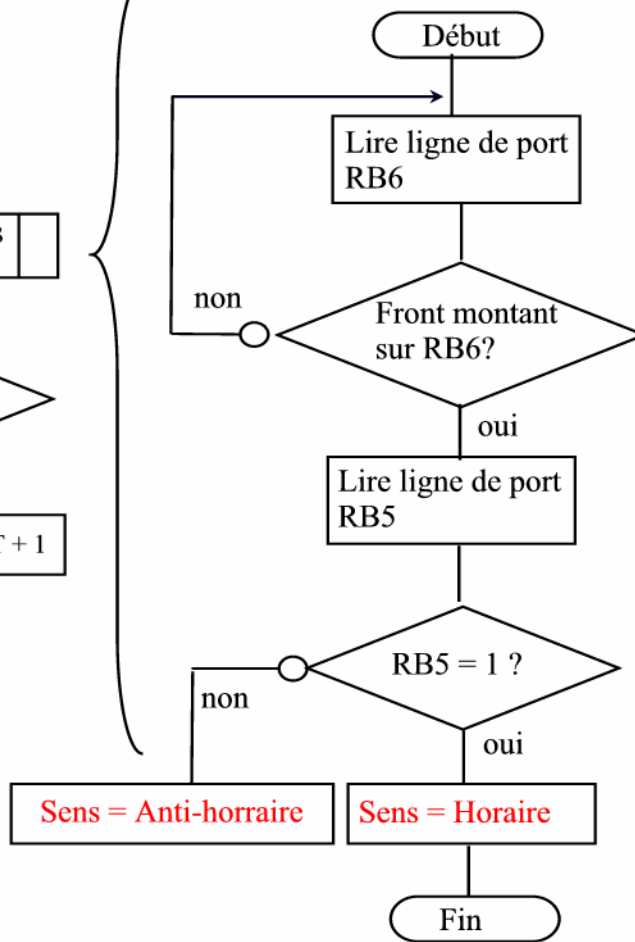 Début
Lire ligne de port
RB6
non
Front montant
sur RB6?
oui
Lire ligne de port
RB5
+ 1
RB5 = 1 ?
non
oui
Sens = Anti-horraire
Sens = Horaire
Fin